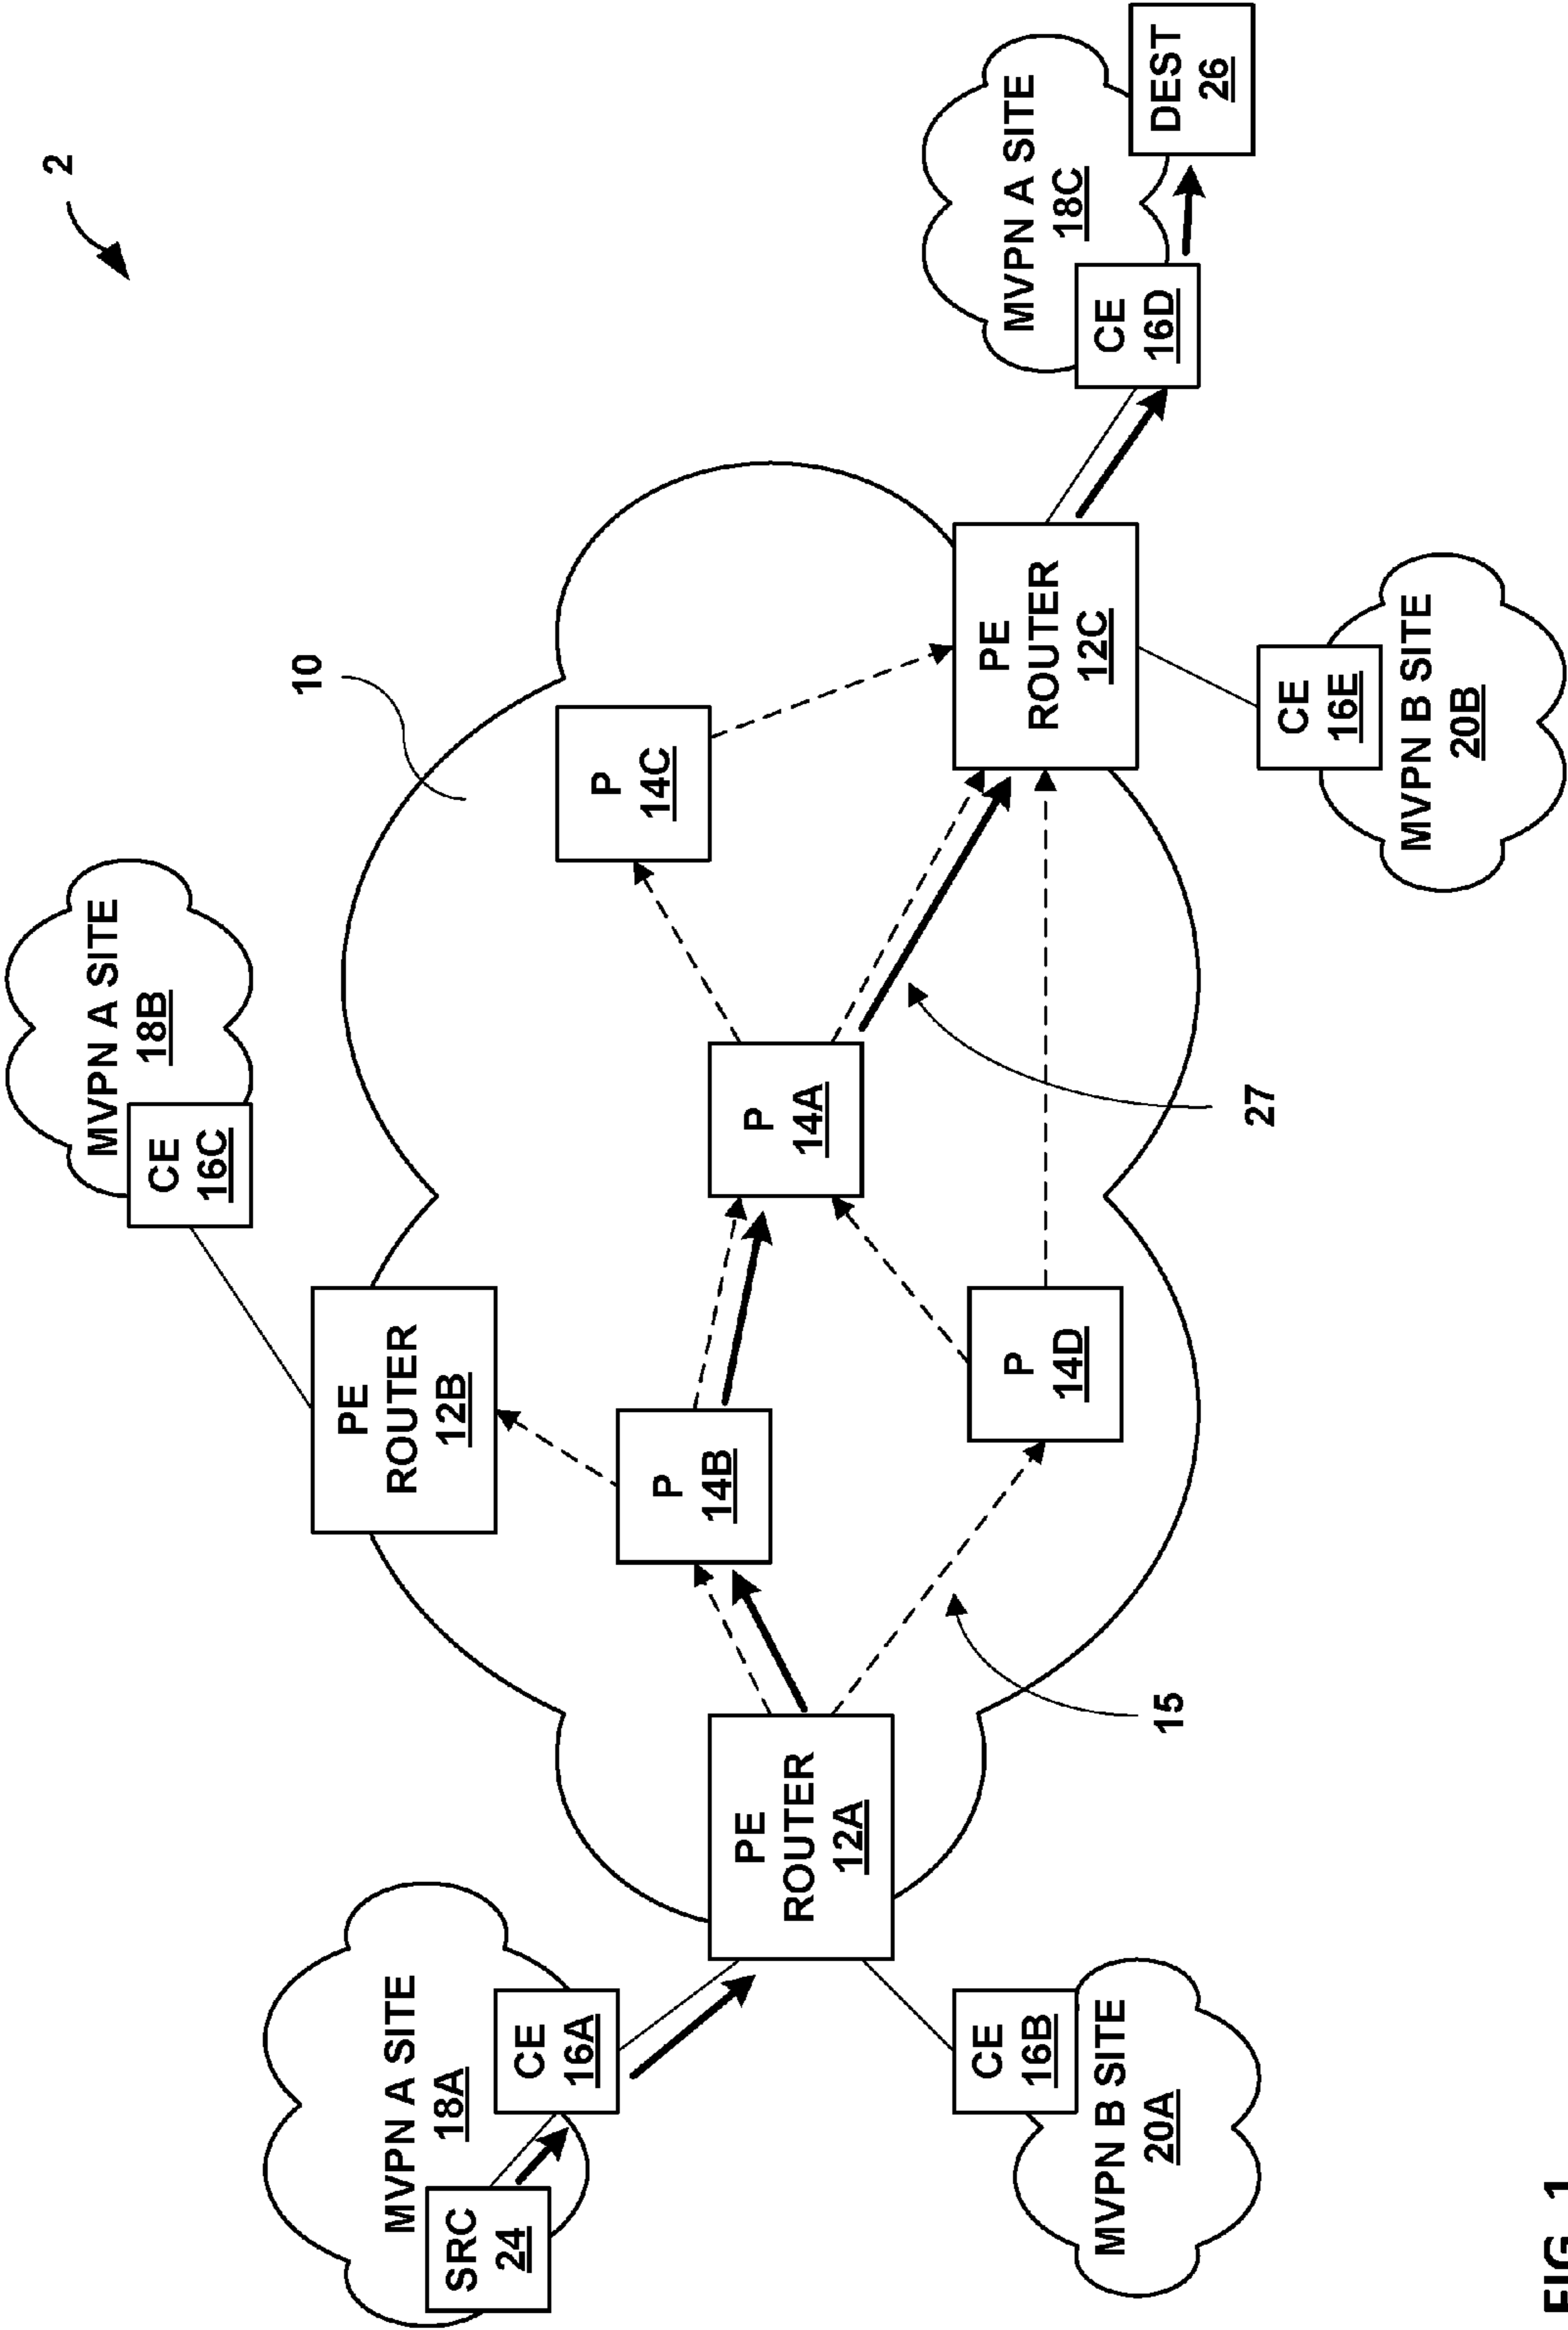 2
10
MVPN A SITE
18B
CE
16C
MVPN A SITE
18C
CE
16D
DEST
26
MVPN A SITE
18A
SRC
24
CE
16A
PE
ROUTER
12B
P
14C
P
14B
P
14A
PE
ROUTER
12A
PE
ROUTER
12C
P
14D
15
27
CE
16B
MVPN B SITE
20A
CE
16E
MVPN B SITE
20B
FIG. 1